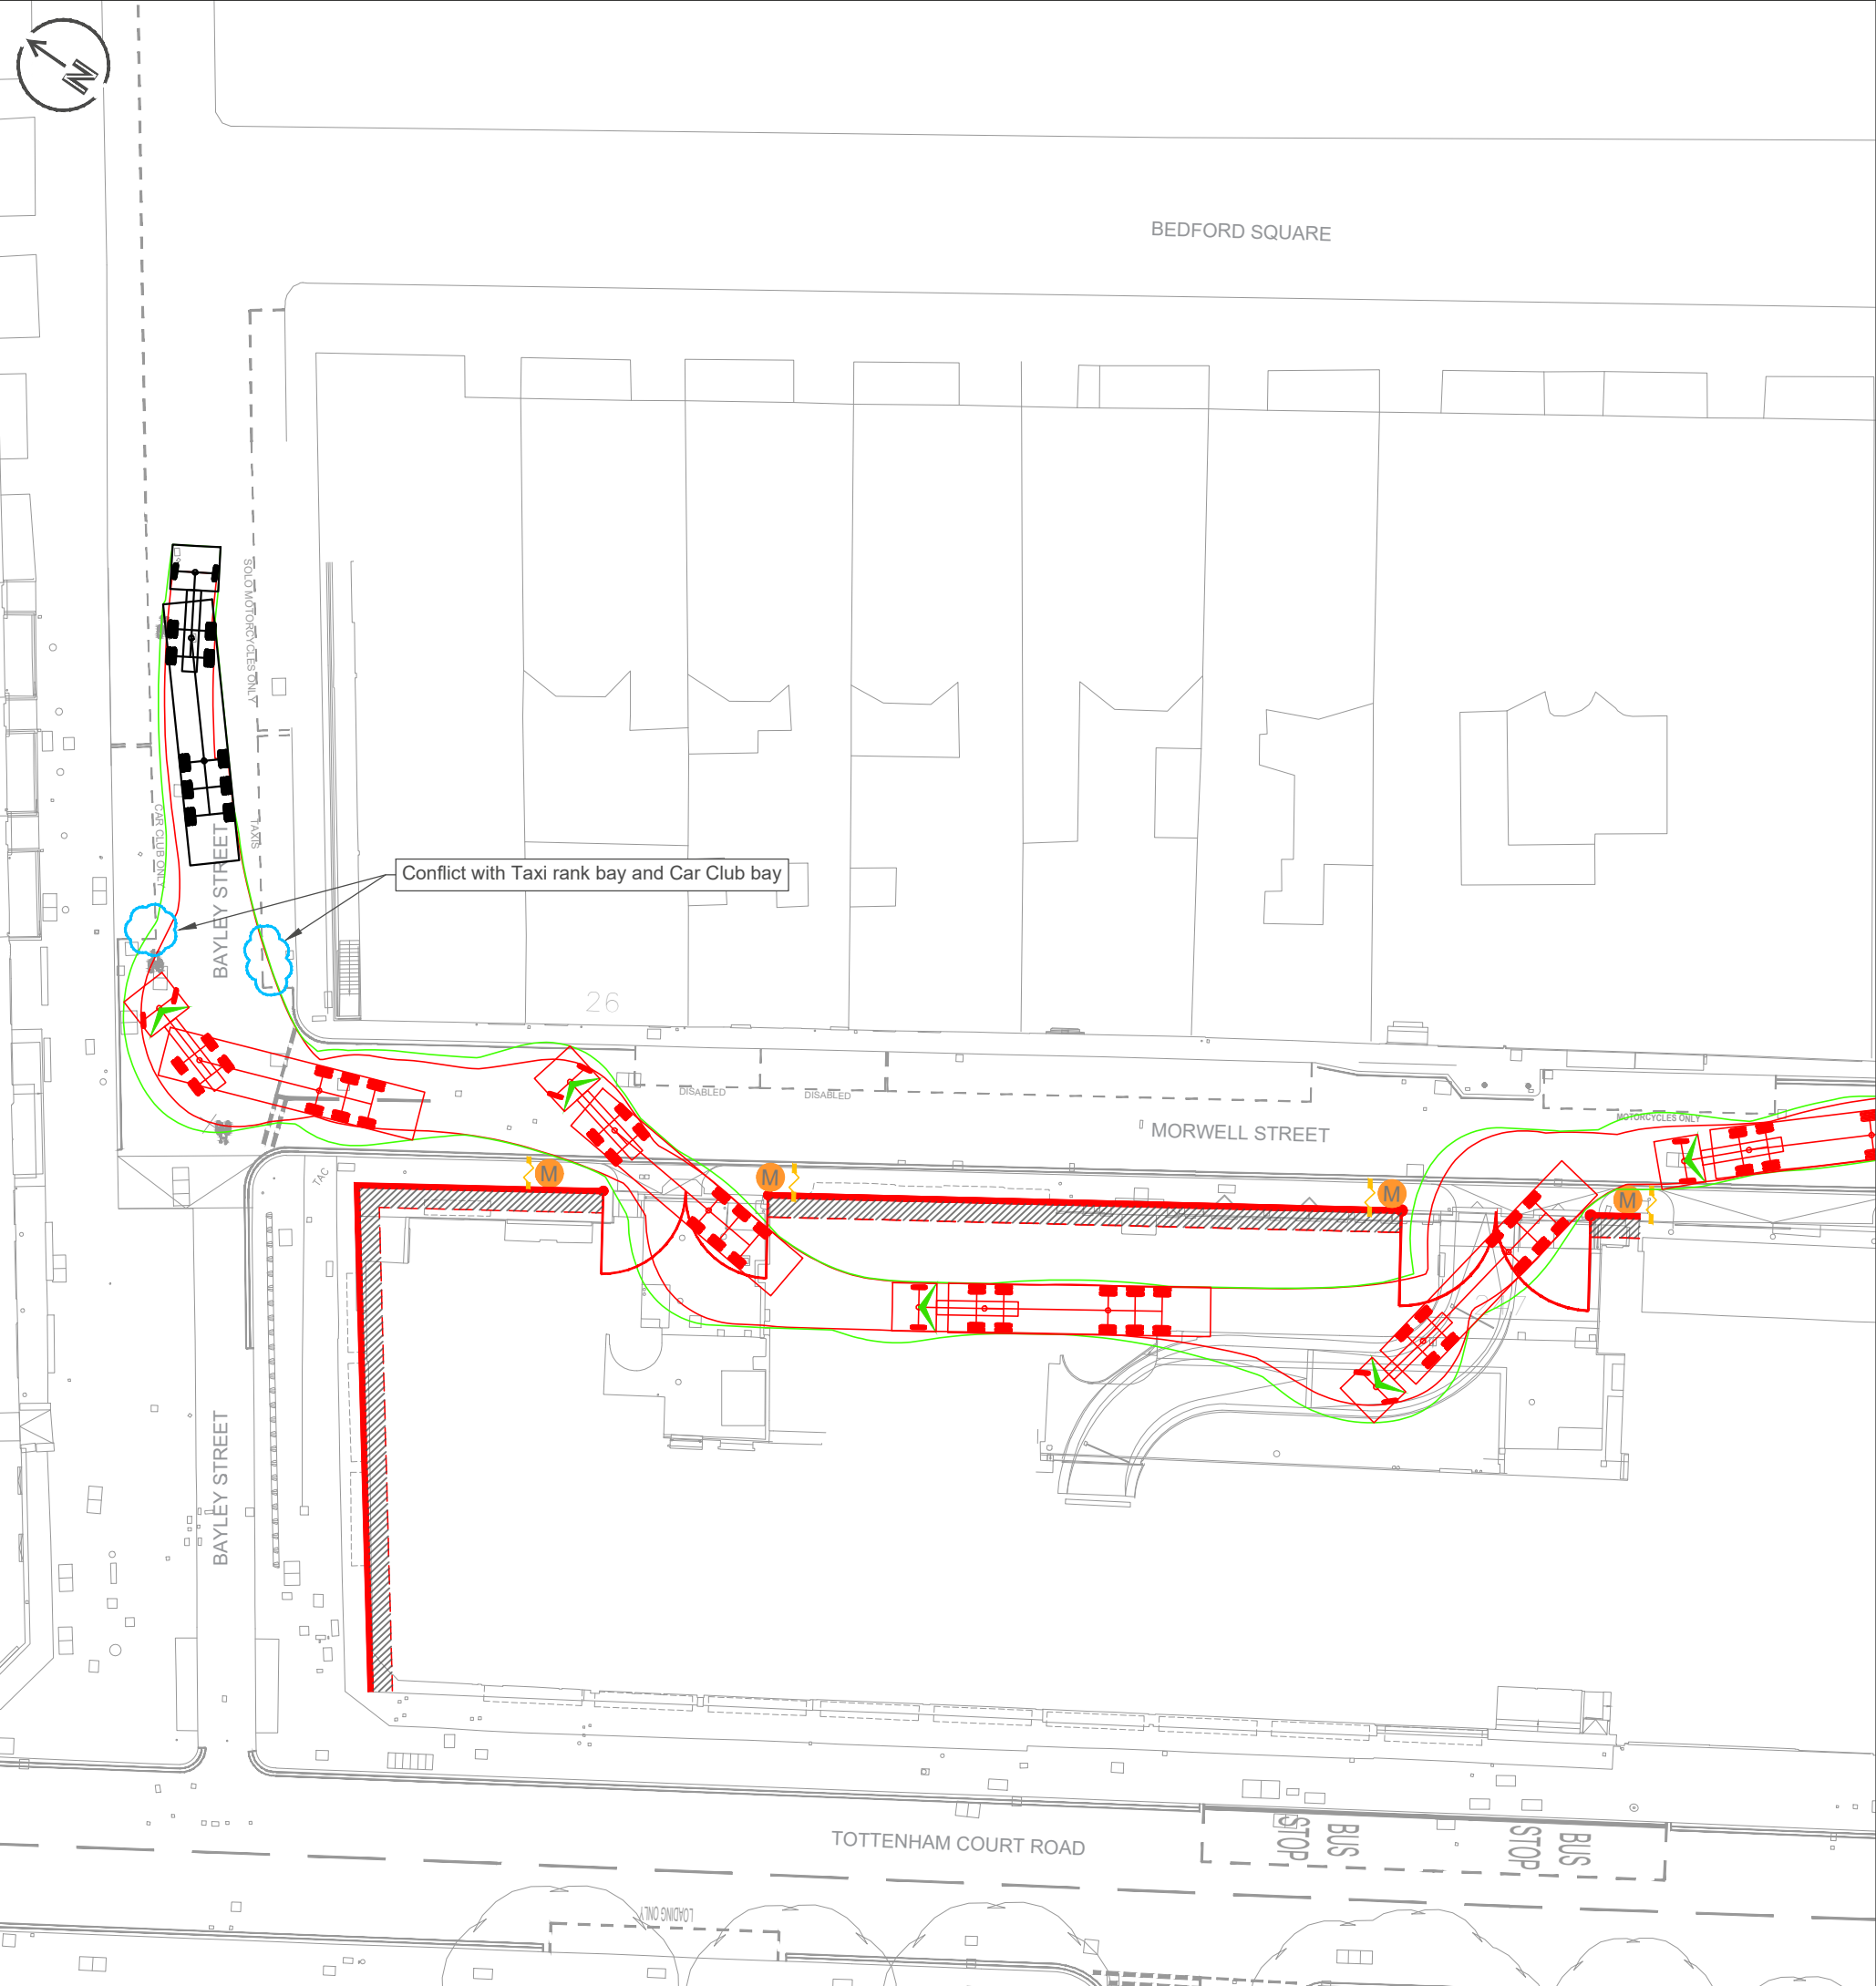 N
BEDFORD SQUARE
SOLO MOTORCYCLES ONLY
CAR CLUB ONLY
BAYLEY STREET
TAXIS
Conflict with Taxi rank bay and Car Club bay
26
DISABLED
DISABLED
MORWELL STREET
MOTORCYCLES ONLY
TAC
M
M
M
M
BAYLEY STREET
TOTTENHAM COURT ROAD
BUS
STOP
BUS
STOP
LOADING ONLY